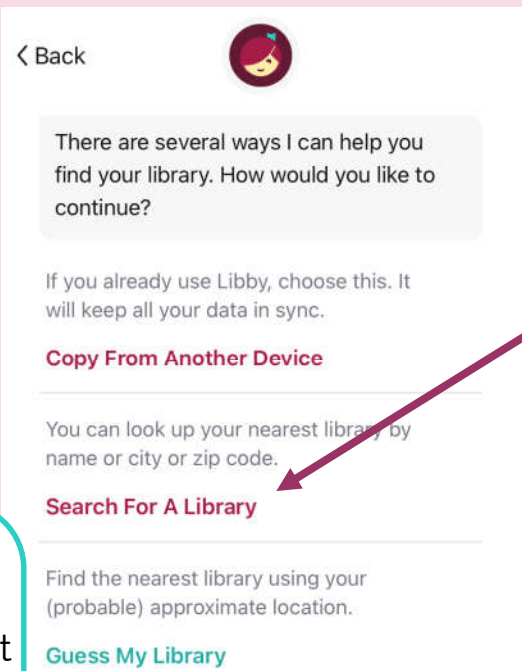 Back
There are several ways I can help you
find your library. How would you like to
continue?
If you already use Libby, choose this. It
will keep all your data in sync.
Copy From Another Device
You can look up your nearest library by
name or city or zip code.
Search For A Library
Find the nearest library using your
(probable) approximate location.
Guess My Library